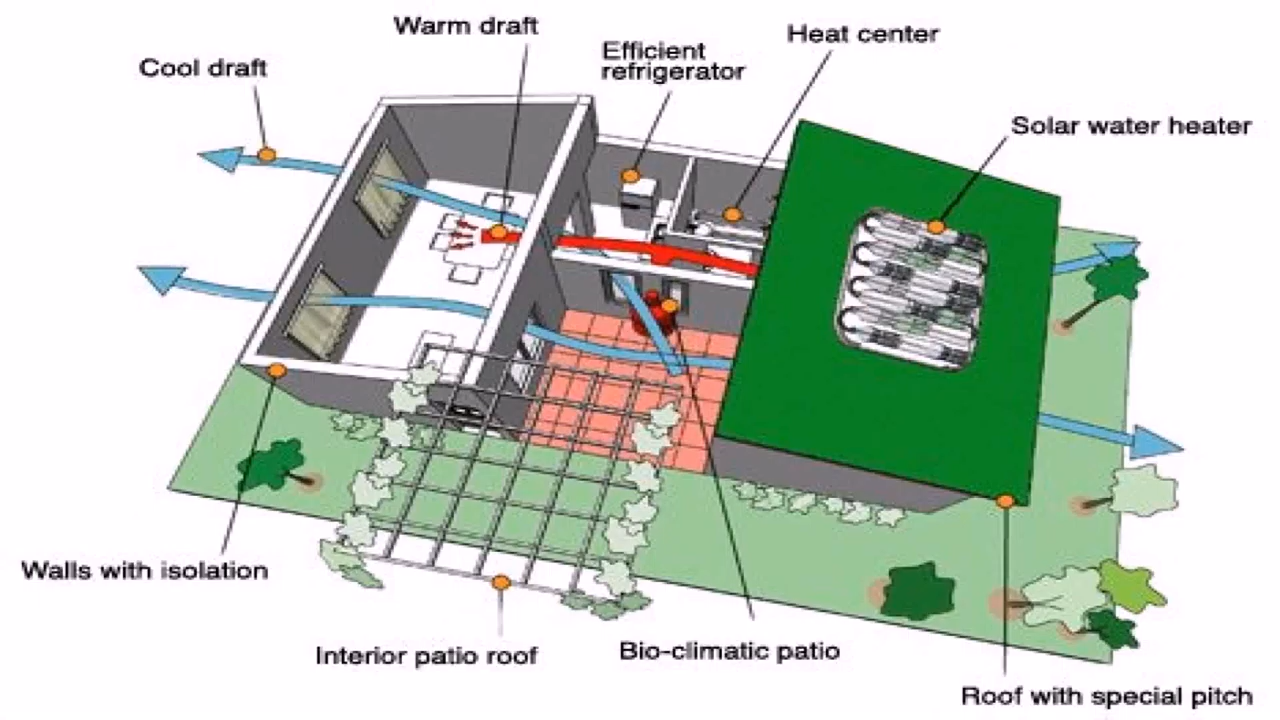 Warm draft
Cool draft
Efficient
refrigerator
Heat center
Solar water heater
Walls with isolation
Interior patio roof
Bio-climatic patio
Roof with special pitch